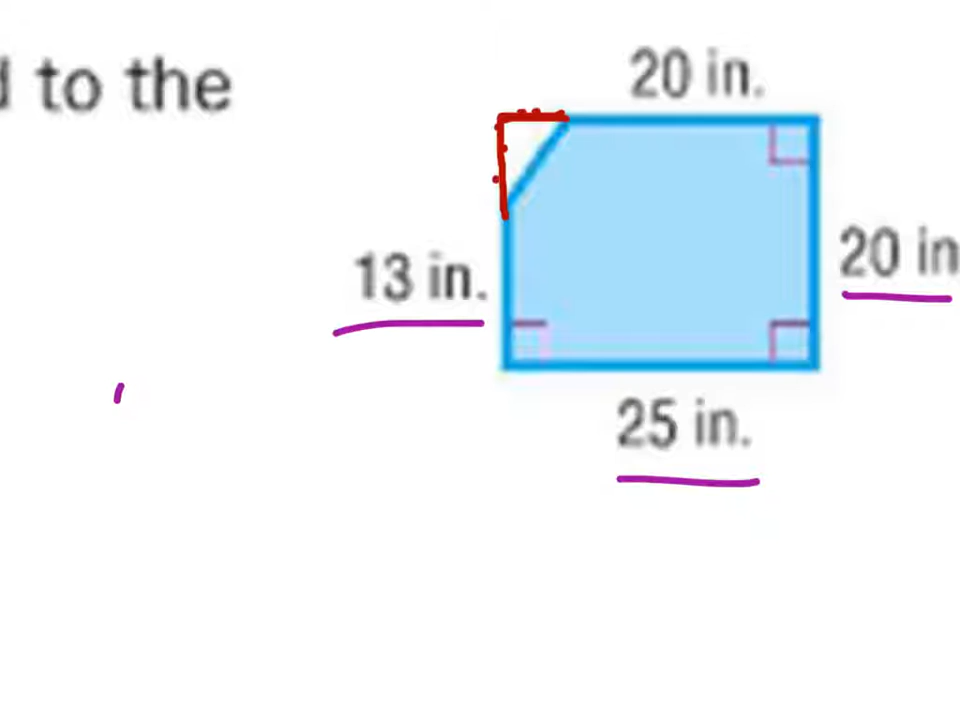 to the
20 in.
13 in.
20 in
25 in.